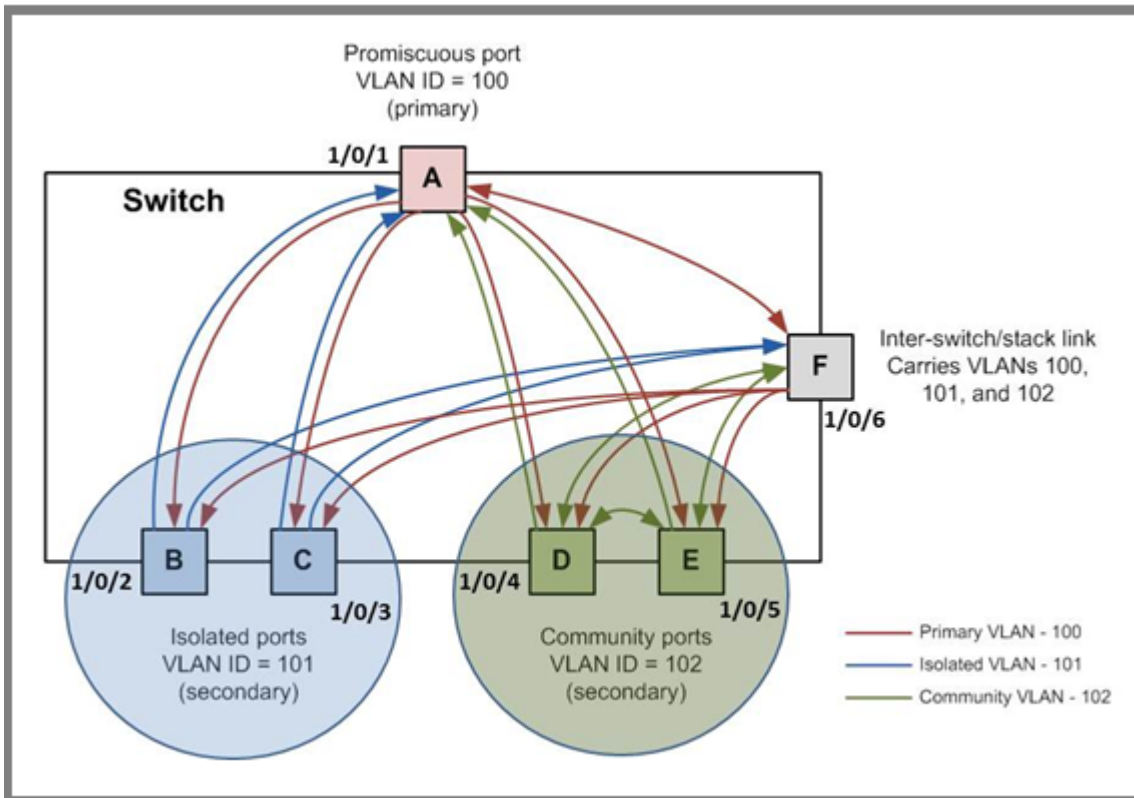 Promiscuous port
VLAN ID = 100
(primary)
1/0/1
A
Switch
F
Inter-switch/stack link
Carries VLANs 100,
101, and 102
1/0/6
B
C
D
E
1/0/2
1/0/3
1/0/4
1/0/5
Isolated ports
VLAN ID = 101
(secondary)
Community ports
VLAN ID = 102
(secondary)
Primary VLAN - 100
Isolated VLAN - 101
Community VLAN - 102